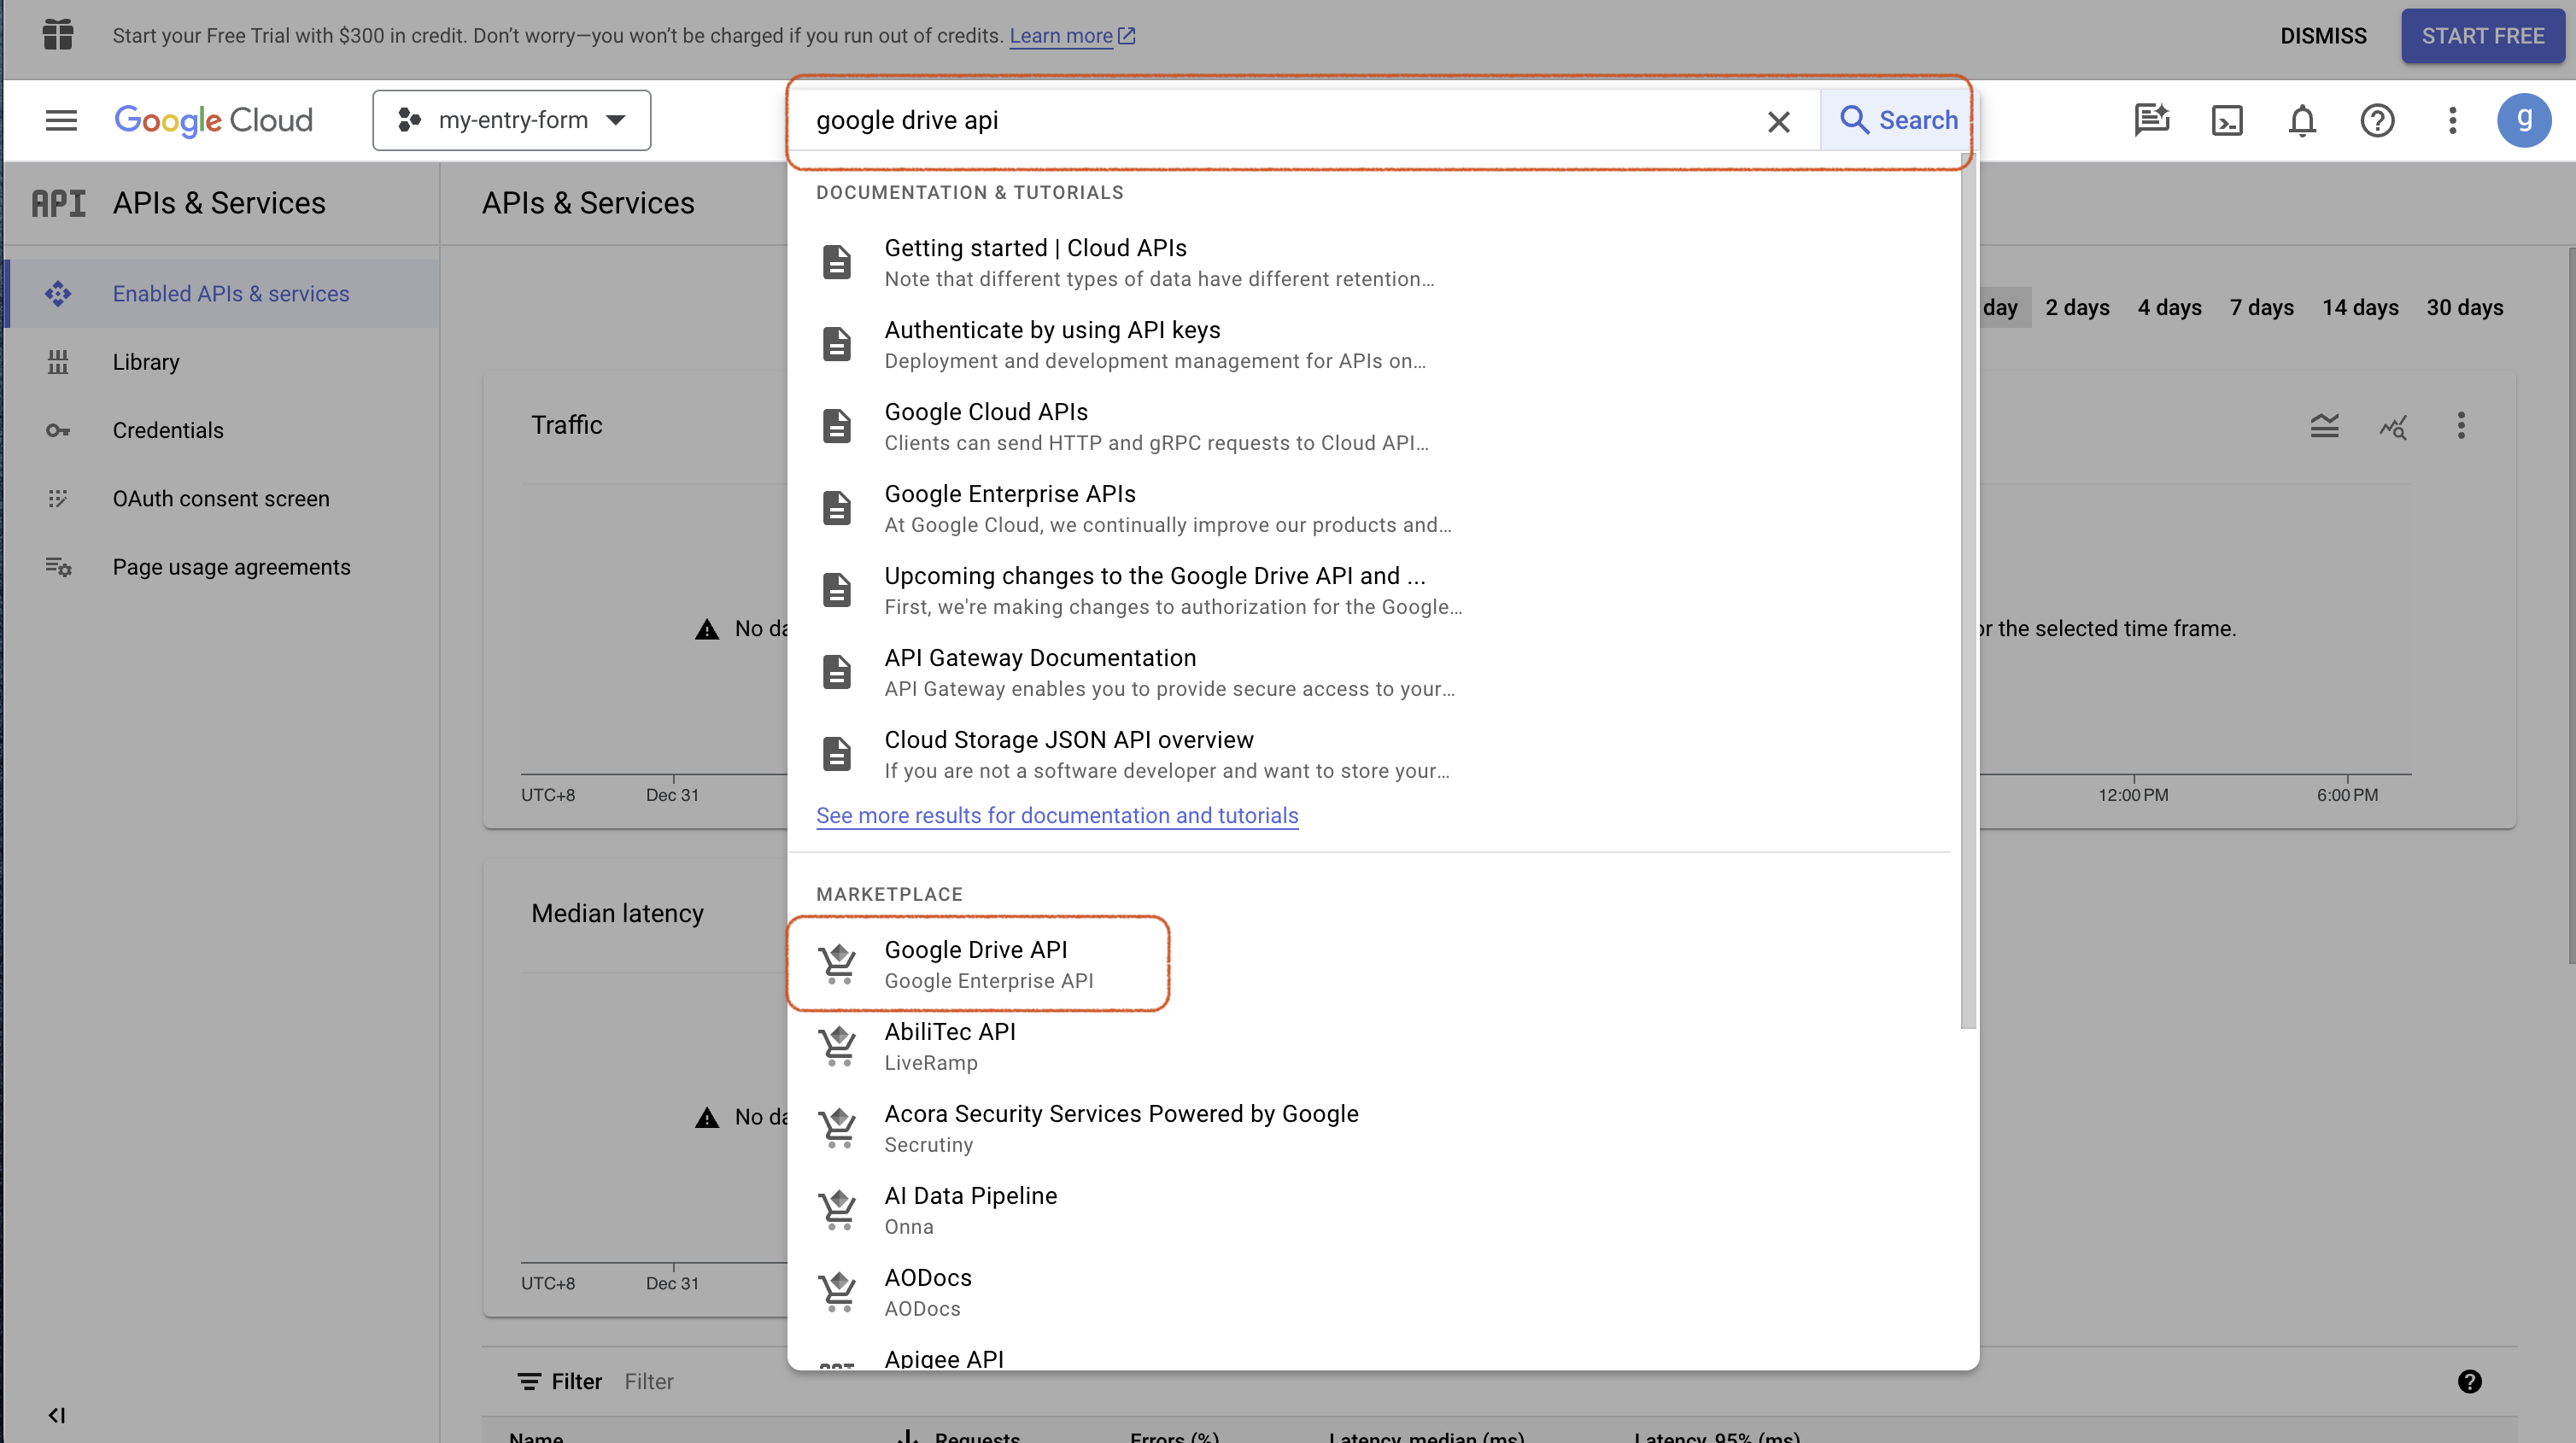 Start your Free Trial with $300 in credit. Don't worry—you won't be charged if you run out of credits. Learn more
DISMISS
START FREE
Google Cloud
my-entry-form
google drive api
Search
g
API
APIs & Services
APIs & Services
Enabled APIs & services
Library
Credentials
OAuth consent screen
Page usage agreements
day
2 days
4 days
7 days
14 days
30 days
DOCUMENTATION & TUTORIALS
Getting started | Cloud APIs
Note that different types of data have different retention…
Authenticate by using API keys
Deployment and development management for APIs on…
Google Cloud APIs
Clients can send HTTP and gRPC requests to Cloud API…
Google Enterprise APIs
At Google Cloud, we continually improve our products and…
Upcoming changes to the Google Drive API and ...
First, we're making changes to authorization for the Google…
API Gateway Documentation
API Gateway enables you to provide secure access to your…
Cloud Storage JSON API overview
If you are not a software developer and want to store your…
See more results for documentation and tutorials
MARKETPLACE
Google Drive API
Google Enterprise API
AbiliTec API
LiveRamp
Acora Security Services Powered by Google
Secrutiny
AI Data Pipeline
Onna
AODocs
AODocs
Apigee API
Traffic
No da
or the selected time frame.
UTC+8
Dec 31
12:00 PM
6:00 PM
Median latency
No da
UTC+8
Dec 31
Filter
Filter
Name
Requests
Errors (%)
Latency, median (ms)
Latency, 95% (ms)